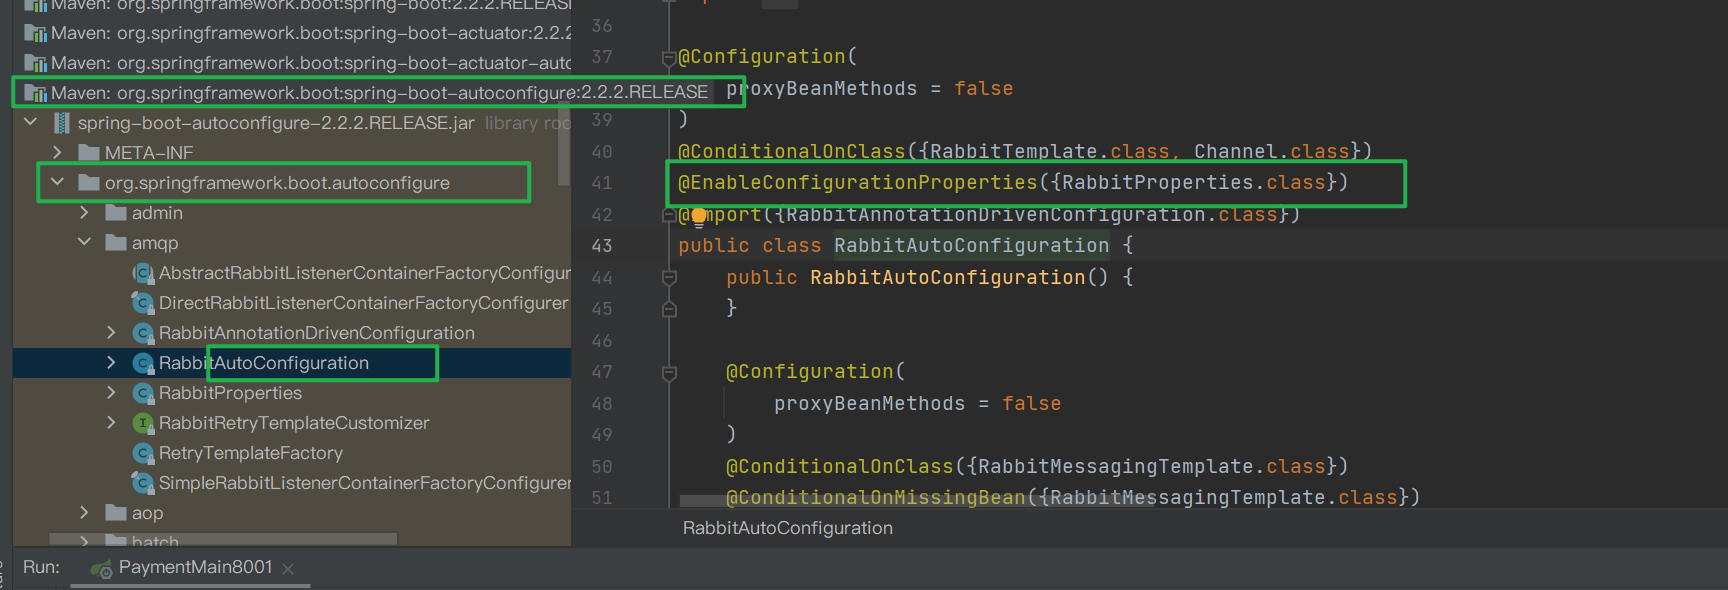 Maven: org.springframework.boot:spring-boot:2.2.2.RELEASE
Maven: org.springframework.boot:spring-boot-actuator:2.2.2
Maven: org.springframework.boot:spring-boot-actuator-auto
Maven: org.springframework.boot:spring-boot-autoconfigure:2.2.2.RELEASE
spring-boot-autoconfigure-2.2.2.RELEASE.jar library roo
META-INF
org.springframework.boot.autoconfigure
admin
amqp
AbstractRabbitListenerContainerFactoryConfigur
DirectRabbitListenerContainerFactoryConfigurer
RabbitAnnotationDrivenConfiguration
RabbitAutoConfiguration
RabbitProperties
RabbitRetryTemplateCustomizer
RetryTemplateFactory
SimpleRabbitListenerContainerFactoryConfigurer
aop
batch
36
37 @Configuration(
proxyBeanMethods = false
39 )
40 @ConditionalOnClass({RabbitTemplate.class, Channel.class})
41 @EnableConfigurationProperties({RabbitProperties.class})
42 @Import({RabbitAnnotationDrivenConfiguration.class})
43 public class RabbitAutoConfiguration {
44 public RabbitAutoConfiguration() {
45 }
46
47 @Configuration(
48 proxyBeanMethods = false
49 )
50 @ConditionalOnClass({RabbitMessagingTemplate.class})
51 @ConditionalOnMissingBean({RabbitMessagingTemplate.class})
RabbitAutoConfiguration
Run: PaymentMain8001